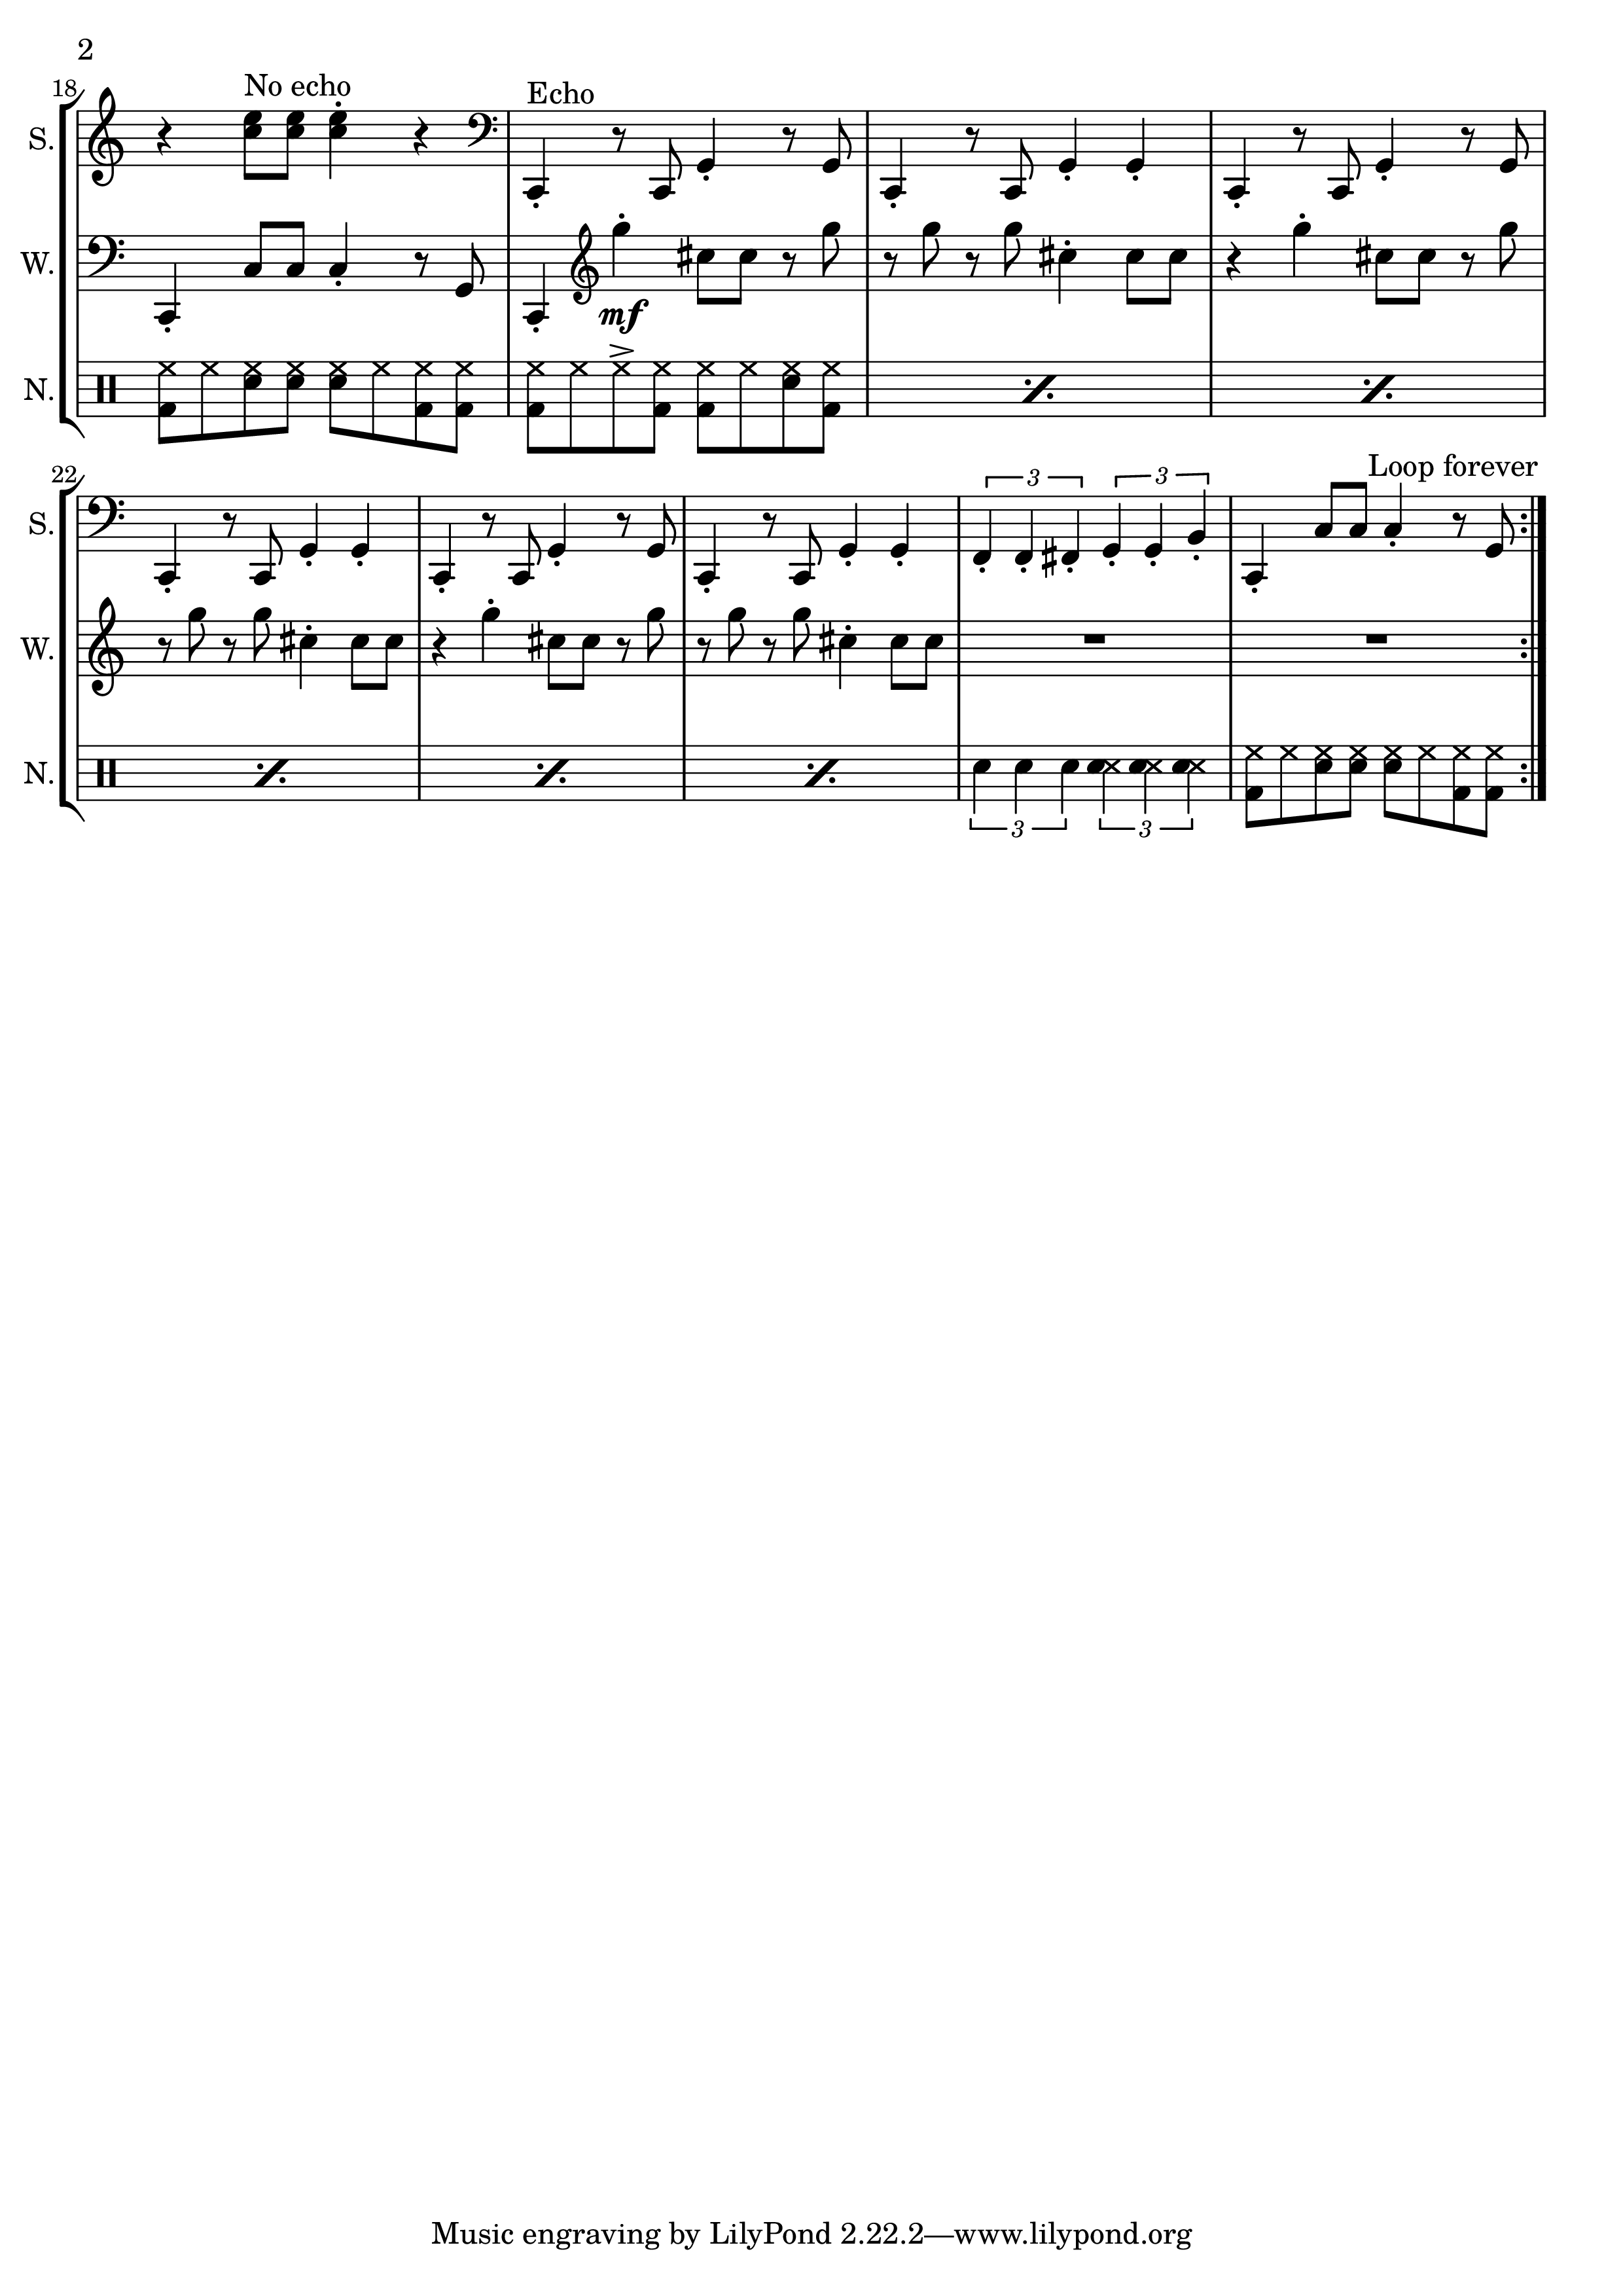 2
18
No echo
Echo
S.
W.
mf
N.
22
3
3
Loop forever
S.
W.
N.
3
3
Music engraving by LilyPond 2.22.2—www.lilypond.org